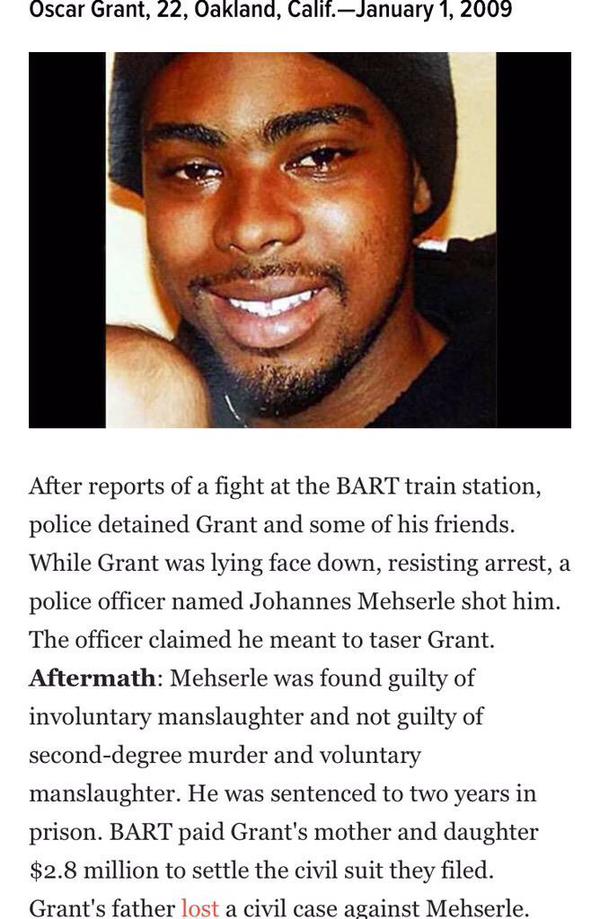 Oscar Grant, 22, Oakland, Calif.—January 1, 2009
After reports of a fight at the BART train station,
police detained Grant and some of his friends.
While Grant was lying face down, resisting arrest, a
police officer named Johannes Mehserle shot him.
The officer claimed he meant to taser Grant.
Aftermath: Mehserle was found guilty of
involuntary manslaughter and not guilty of
second-degree murder and voluntary
manslaughter. He was sentenced to two years in
prison. BART paid Grant's mother and daughter
$2.8 million to settle the civil suit they filed.
Grant's father lost a civil case against Mehserle.